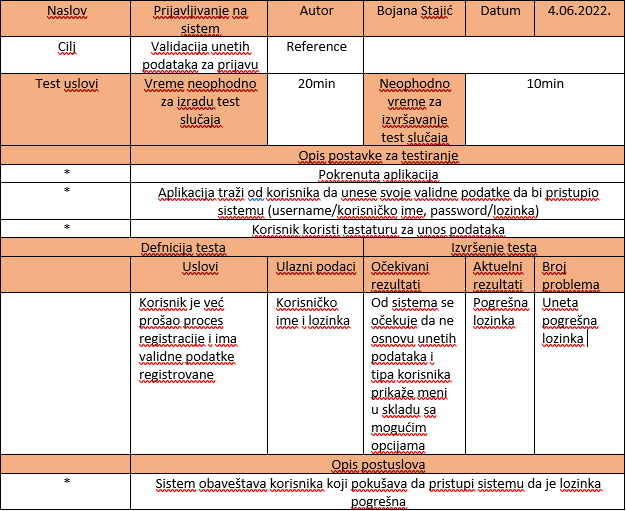 Naslov Prijavljivanje na sistem Autor Bojana Stajić Datum 4.06.2022.
Cilj Validacija unetih podataka za prijavu Reference
Test uslovi Vreme neophodno za izradu test slučaja 20min Neophodno vreme za izvršavanje test slučaja 10min
Opis postavke za testiranje
* Pokrenuta aplikacija
* Aplikacija traži od korisnika da unese svoje validne podatke da bi pristupio
sistemu (username/korisničko ime, password/lozinka)
* Korisnik koristi tastaturu za unos podataka
Defnicija testa Izvršenje testa
Uslovi Ulazni podaci Očekivani rezultati Aktuelni rezultati Broj problema
Korisnik je već
prošao proces
registracije i ima
validne podatke
registrovane
Korisničko
ime i lozinka
Od sistema se
očekuje da ne
osnovu unetih
podataka i
tipa korisnika
prikaže meni
u skladu sa
mogućim
opcijama
Pogrešna
lozinka
Uneta
pogrešna
lozinka
Opis postuslova
* Sistem obaveštava korisnika koji pokušava da pristupi sistemu da je lozinka
pogrešna